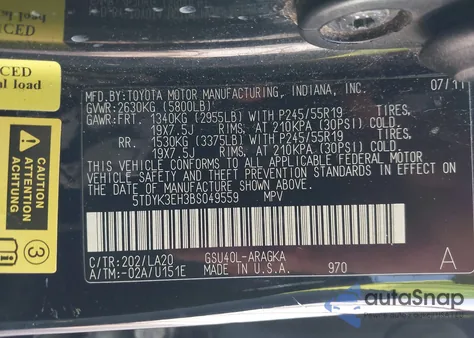 MFD.BY:TOYOTA MOTOR MANUFACTURING, INDIANA, INC. 07/11
GVWR:2630KG (5800LB)
GAWR:FRT. 1340KG (2955LB) WITH P245/55R19 TIRES,
19X7.5J RIMS, AT 210KPA (30PSI) COLD.
RR. 1530KG (3375LB) WITH P245/55R19 TIRES,
19X7.5J RIMS, AT 210KPA (30PSI) COLD.
THIS VEHICLE CONFORMS TO ALL APPLICABLE FEDERAL MOTOR
VEHICLE SAFETY AND THEFT PREVENTION STANDARDS IN EFFECT
ON THE DATE OF MANUFACTURE SHOWN ABOVE.
5TDYK3EH3BS049559 MPV
C/TR:202/LA20 GSU40L-ARAGKA
A/TM:-02A/U151E MADE IN U.S.A. 970 A
CED
al load
CAUTION
ATTENTION
ACHTUNG
3
autoSnap